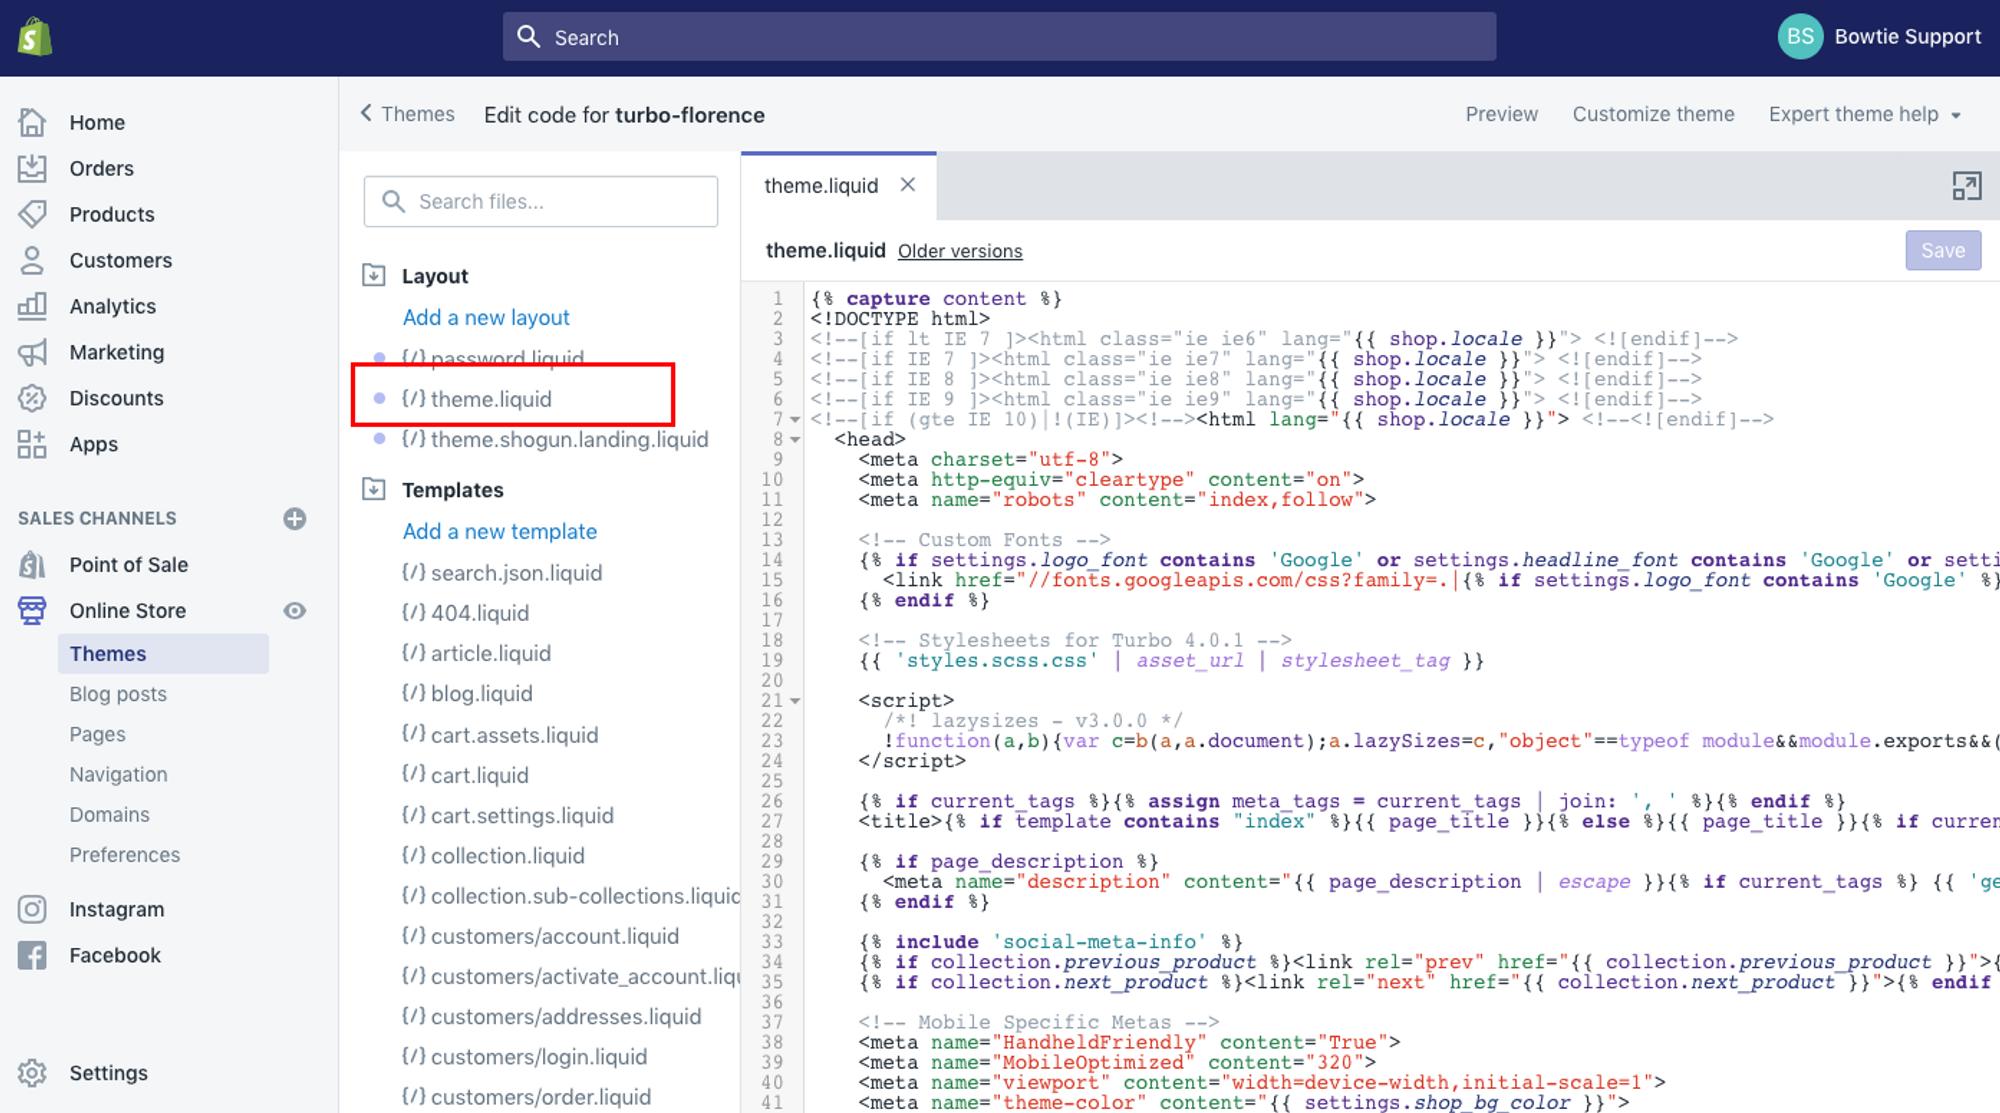 Search
BS Bowtie Support
Home
Orders
Products
Customers
Analytics
Marketing
Discounts
Apps
SALES CHANNELS
Point of Sale
Online Store
Themes
Blog posts
Pages
Navigation
Domains
Preferences
Instagram
Facebook
Settings
Themes Edit code for turbo-florence
Preview Customize theme Expert theme help
Search files...
Layout
Add a new layout
{/} password.liquid
{/} theme.liquid
{/} theme.shogun.landing.liquid
Templates
Add a new template
{/} search.json.liquid
{/} 404.liquid
{/} article.liquid
{/} blog.liquid
{/} cart.assets.liquid
{/} cart.liquid
{/} cart.settings.liquid
{/} collection.liquid
{/} collection.sub-collections.liquid
{/} customers/account.liquid
{/} customers/activate_account.liqu
{/} customers/addresses.liquid
{/} customers/login.liquid
{/} customers/order.liquid
theme.liquid
theme.liquid Older versions
Save
1 {% capture content %}
2 <!DOCTYPE html>
3 <!--[if lt IE 7 ]><html class="ie ie6" lang="{{ shop.locale }}"> <![endif]-->
4 <!--[if IE 7 ]><html class="ie ie7" lang="{{ shop.locale }}"> <![endif]-->
5 <!--[if IE 8 ]><html class="ie ie8" lang="{{ shop.locale }}"> <![endif]-->
6 <!--[if IE 9 ]><html class="ie ie9" lang="{{ shop.locale }}"> <![endif]-->
7 <!--[if (gte IE 10)|!(IE)]><!--><html lang="{{ shop.locale }}"> <!--<![endif]-->
8 <head>
9 <meta charset="utf-8">
10 <meta http-equiv="cleartype" content="on">
11 <meta name="robots" content="index,follow">
12
13 <!-- Custom Fonts -->
14 {% if settings.logo_font contains 'Google' or settings.headline_font contains 'Google' or setti
15 <link href="//fonts.googleapis.com/css?family=.|{% if settings.logo_font contains 'Google' %}
16 {% endif %}
17
18 <!-- Stylesheets for Turbo 4.0.1 -->
19 {{ 'styles.scss.css' | asset_url | stylesheet_tag }}
20
21 <script>
22 /*! lazysizes - v3.0.0 */
23 !function(a,b){var c=b(a,a.document);a.lazySizes=c,"object"==typeof module&&module.exports&&(
24 </script>
25
26 {% if current_tags %}{% assign meta_tags = current_tags | join: ', ' %}{% endif %}
27 <title>{% if template contains "index" %}{{ page_title }}{% else %}{{ page_title }}{% if curren
28
29 {% if page_description %}
30 <meta name="description" content="{{ page_description | escape }}{% if current_tags %} {{ 'ge
31 {% endif %}
32
33 {% include 'social-meta-info' %}
34 {% if collection.previous_product %}<link rel="prev" href="{{ collection.previous_product }}">{
35 {% if collection.next_product %}<link rel="next" href="{{ collection.next_product }}">{% endif
36
37 <!-- Mobile Specific Metas -->
38 <meta name="HandheldFriendly" content="True">
39 <meta name="MobileOptimized" content="320">
40 <meta name="viewport" content="width=device-width,initial-scale=1">
41 <meta name="theme-color" content="{{ settings.shop_bg_color }}">